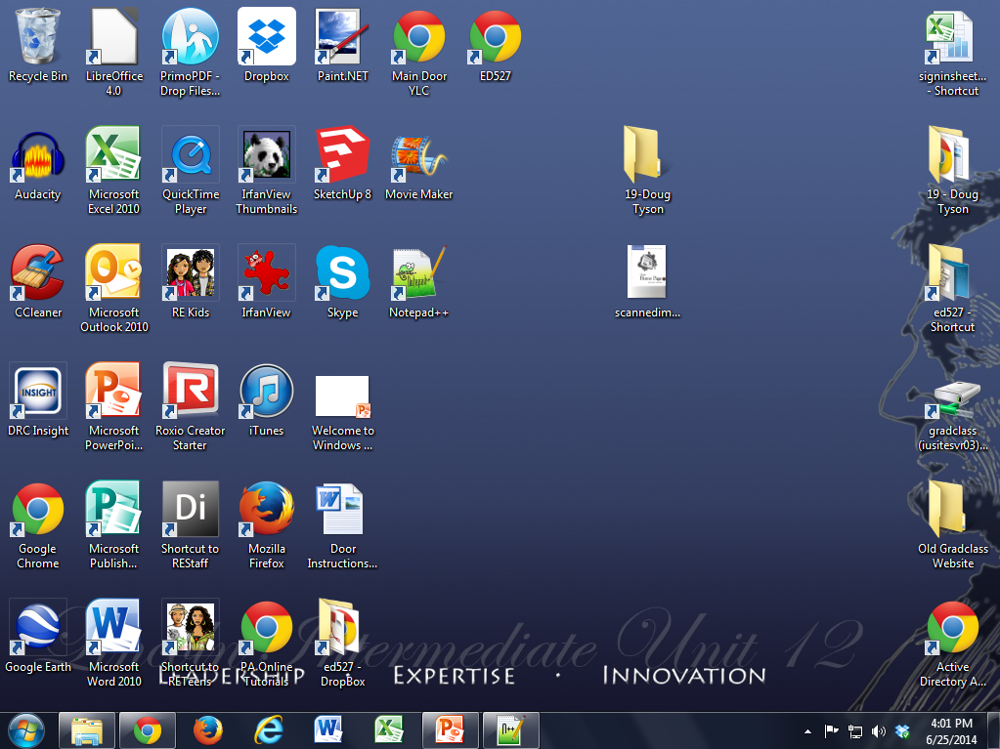 Recycle Bin
LibreOffice
4.0
PrimoPDF -
Drop Files...
Dropbox
Paint.NET
Main Door
YLC
ED527
signinsheet...
- Shortcut
Audacity
Microsoft
Excel 2010
QuickTime
Player
IrfanView
Thumbnails
SketchUp 8
Movie Maker
19-Doug
Tyson
19 - Doug
Tyson
CCleaner
Microsoft
Outlook 2010
RE Kids
IrfanView
Skype
Notepad++
scannedim...
ed527 -
Shortcut
INSIGHT
DRC Insight
Microsoft
PowerPoi...
Roxio Creator
Starter
iTunes
Welcome to
Windows ...
gradclass
(iusitesvr03)...
Di
Google
Chrome
Microsoft
Publish...
Shortcut to
REStaff
Mozilla
Firefox
Door
Instructions...
Old Gradclass
Website
Google Earth
Microsoft
Word 2010
Shortcut to
RETeens
PA Online
Tutorials
ed527 -
DropBox
Active
Directory A...
Lincoln Intermediate Unit 12
Leadership · Expertise · Innovation
4:01 PM
6/25/2014